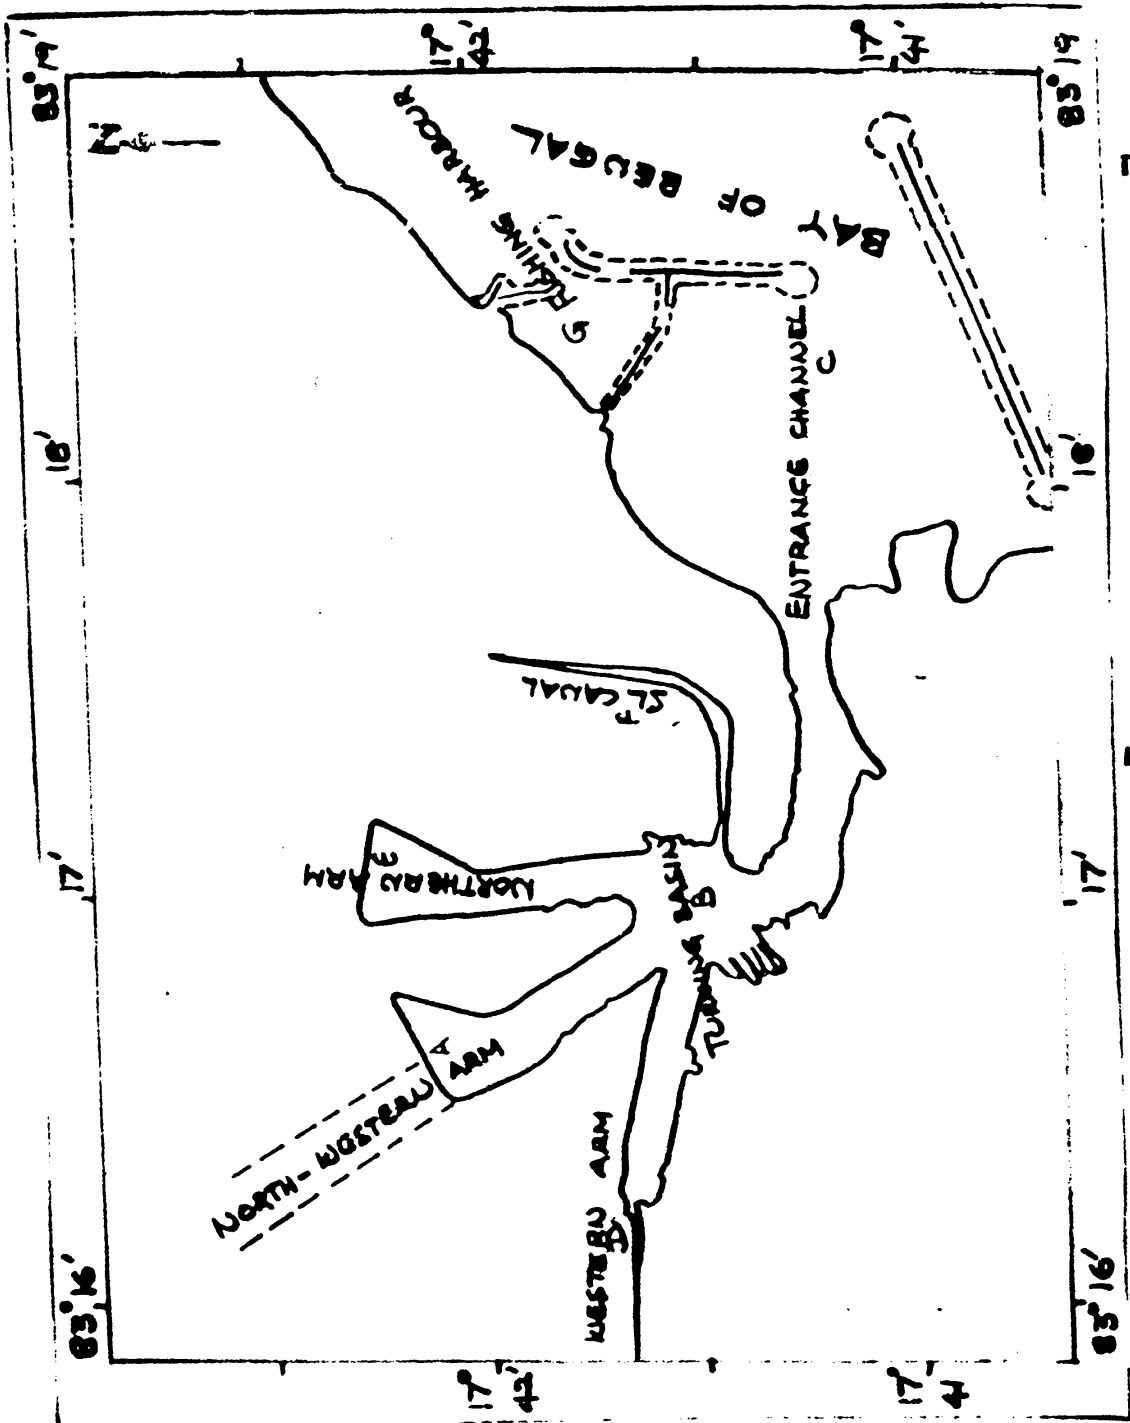 83° 16'
17'
18'
83° 19'
N
17° 42'
17° 41'
NORTH-WESTERN
A
ARM
NORTHERN ARM
E
SL CANAL
F
FISHING HARBOUR
G
BAY OF BENGAL
WESTERN ARM
D
TURNING BASIN
B
ENTRANCE CHANNEL
C
17° 42'
17° 41'
83° 16'
17'
18'
83° 19